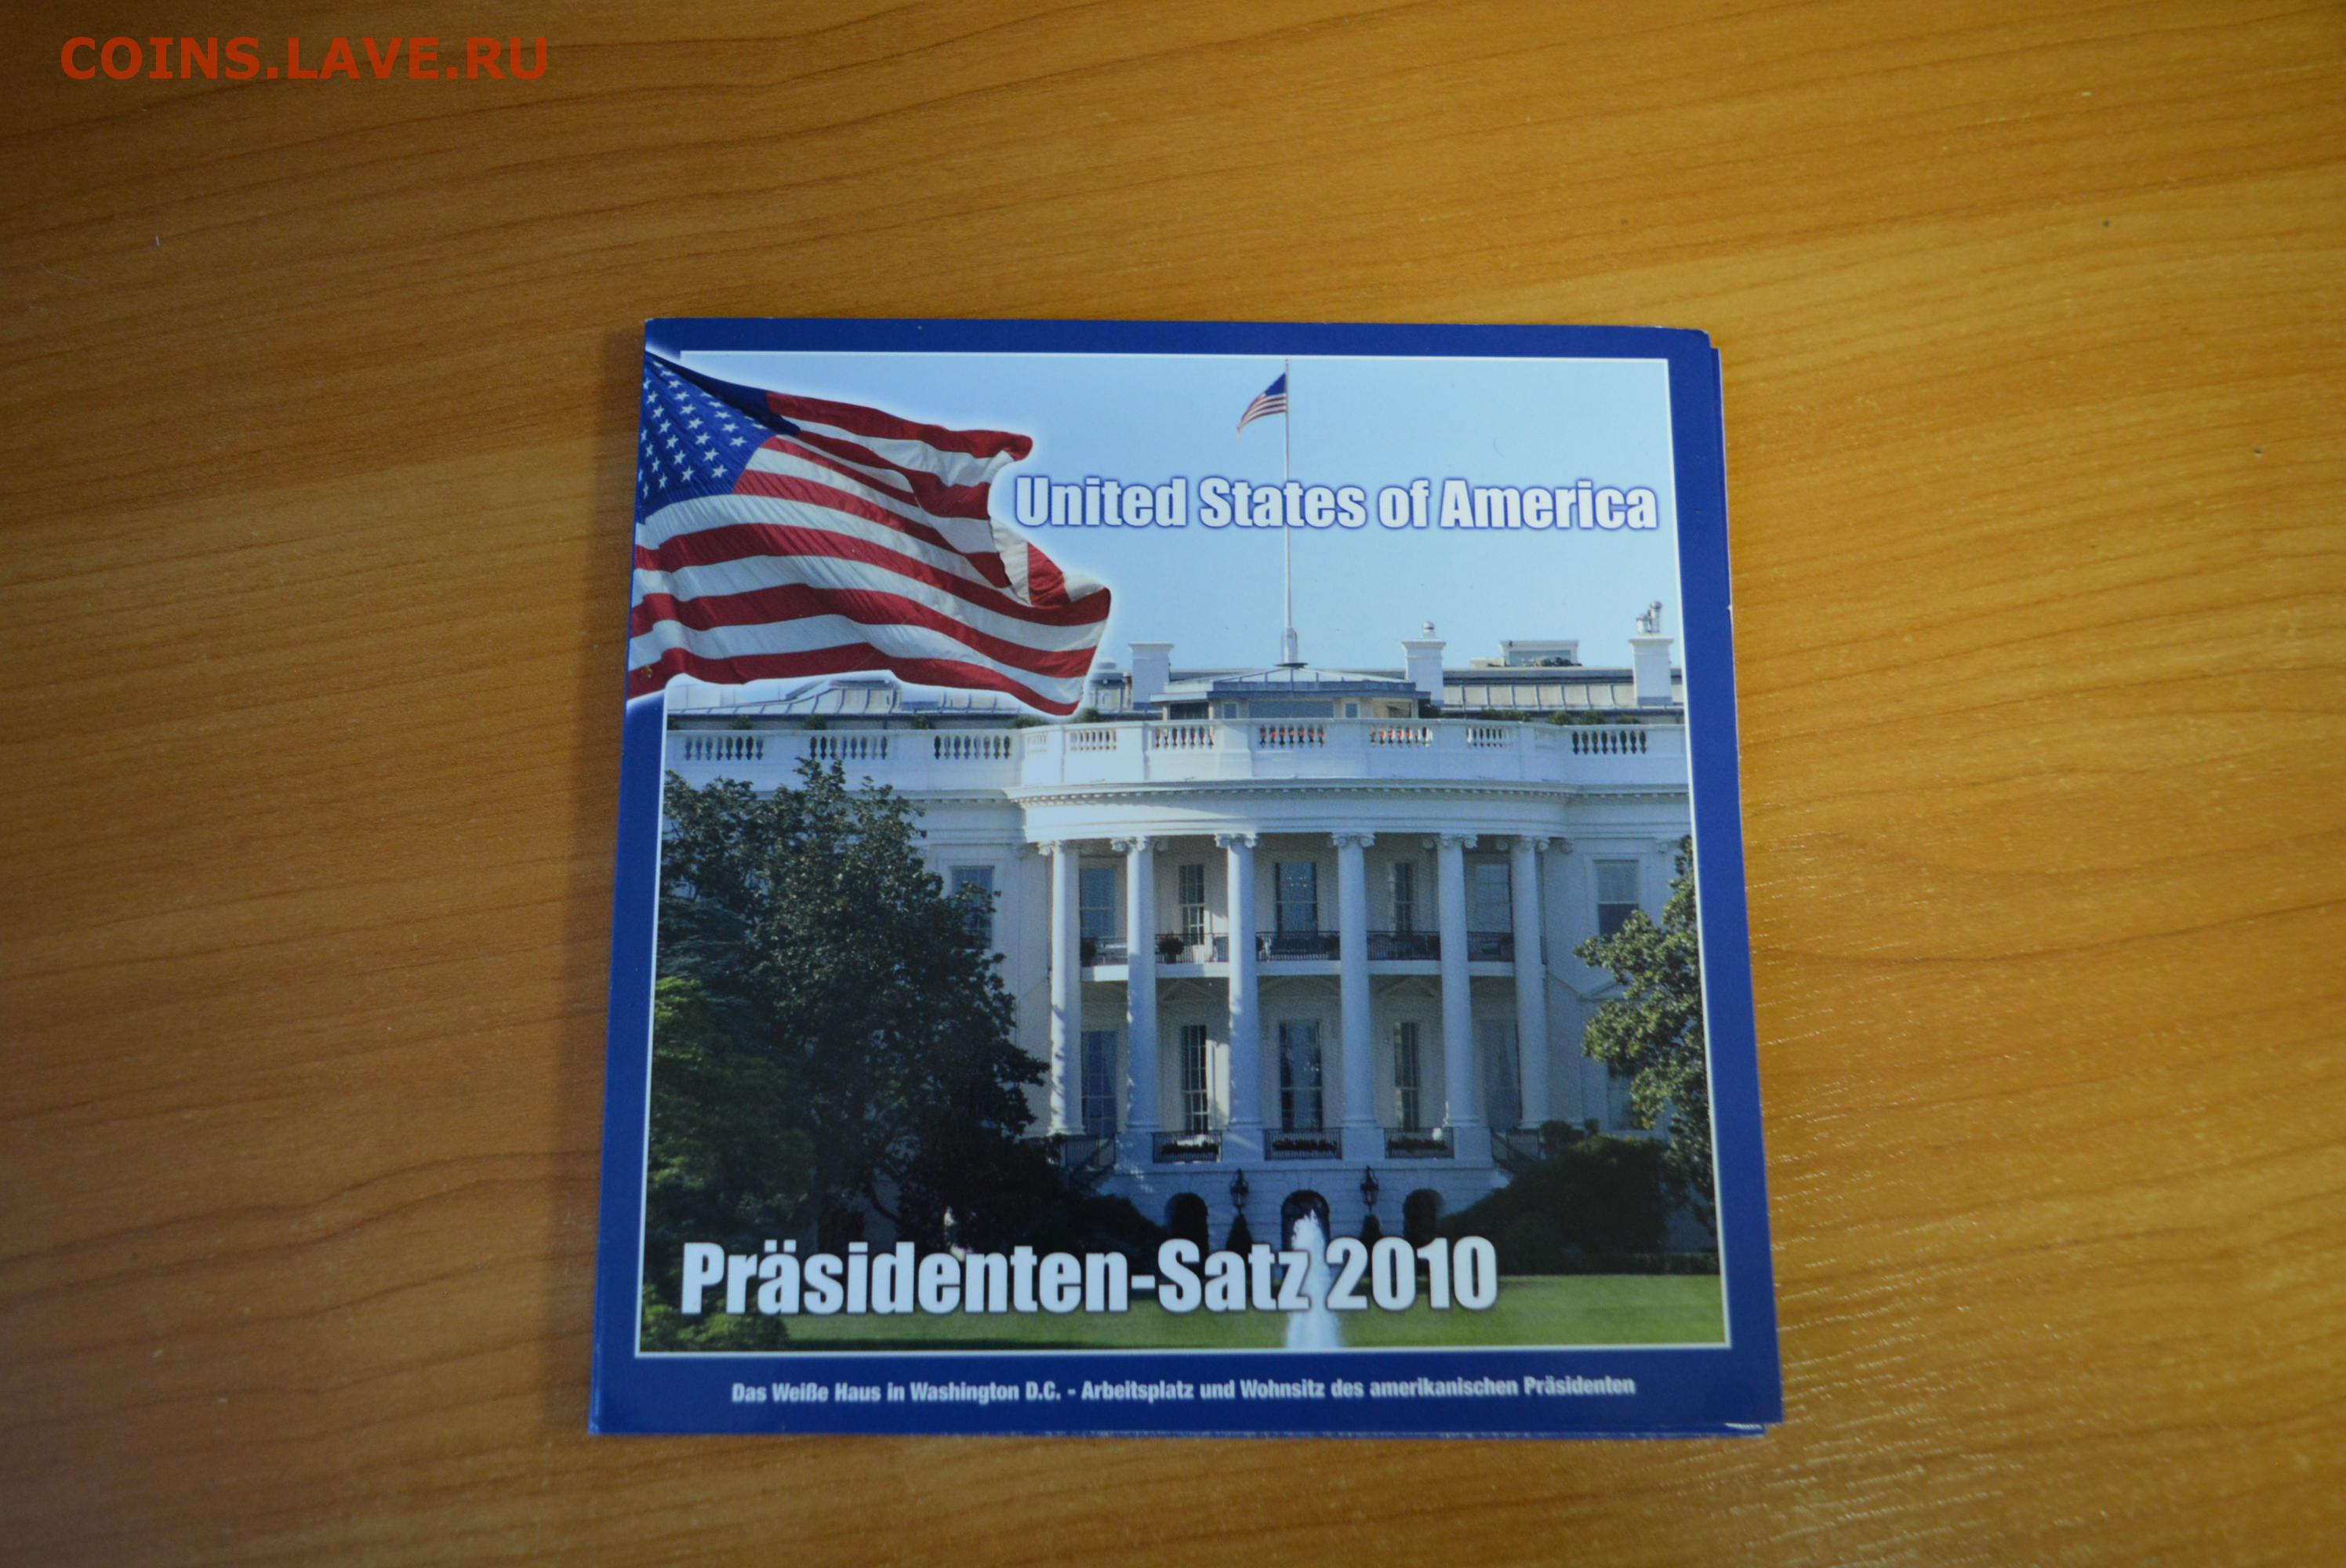 COINS.LAVE.RU
United States of America
Präsidenten-Satz 2010
Das Weiße Haus in Washington D.C. - Arbeitsplatz und Wohnsitz des amerikanischen Präsidenten